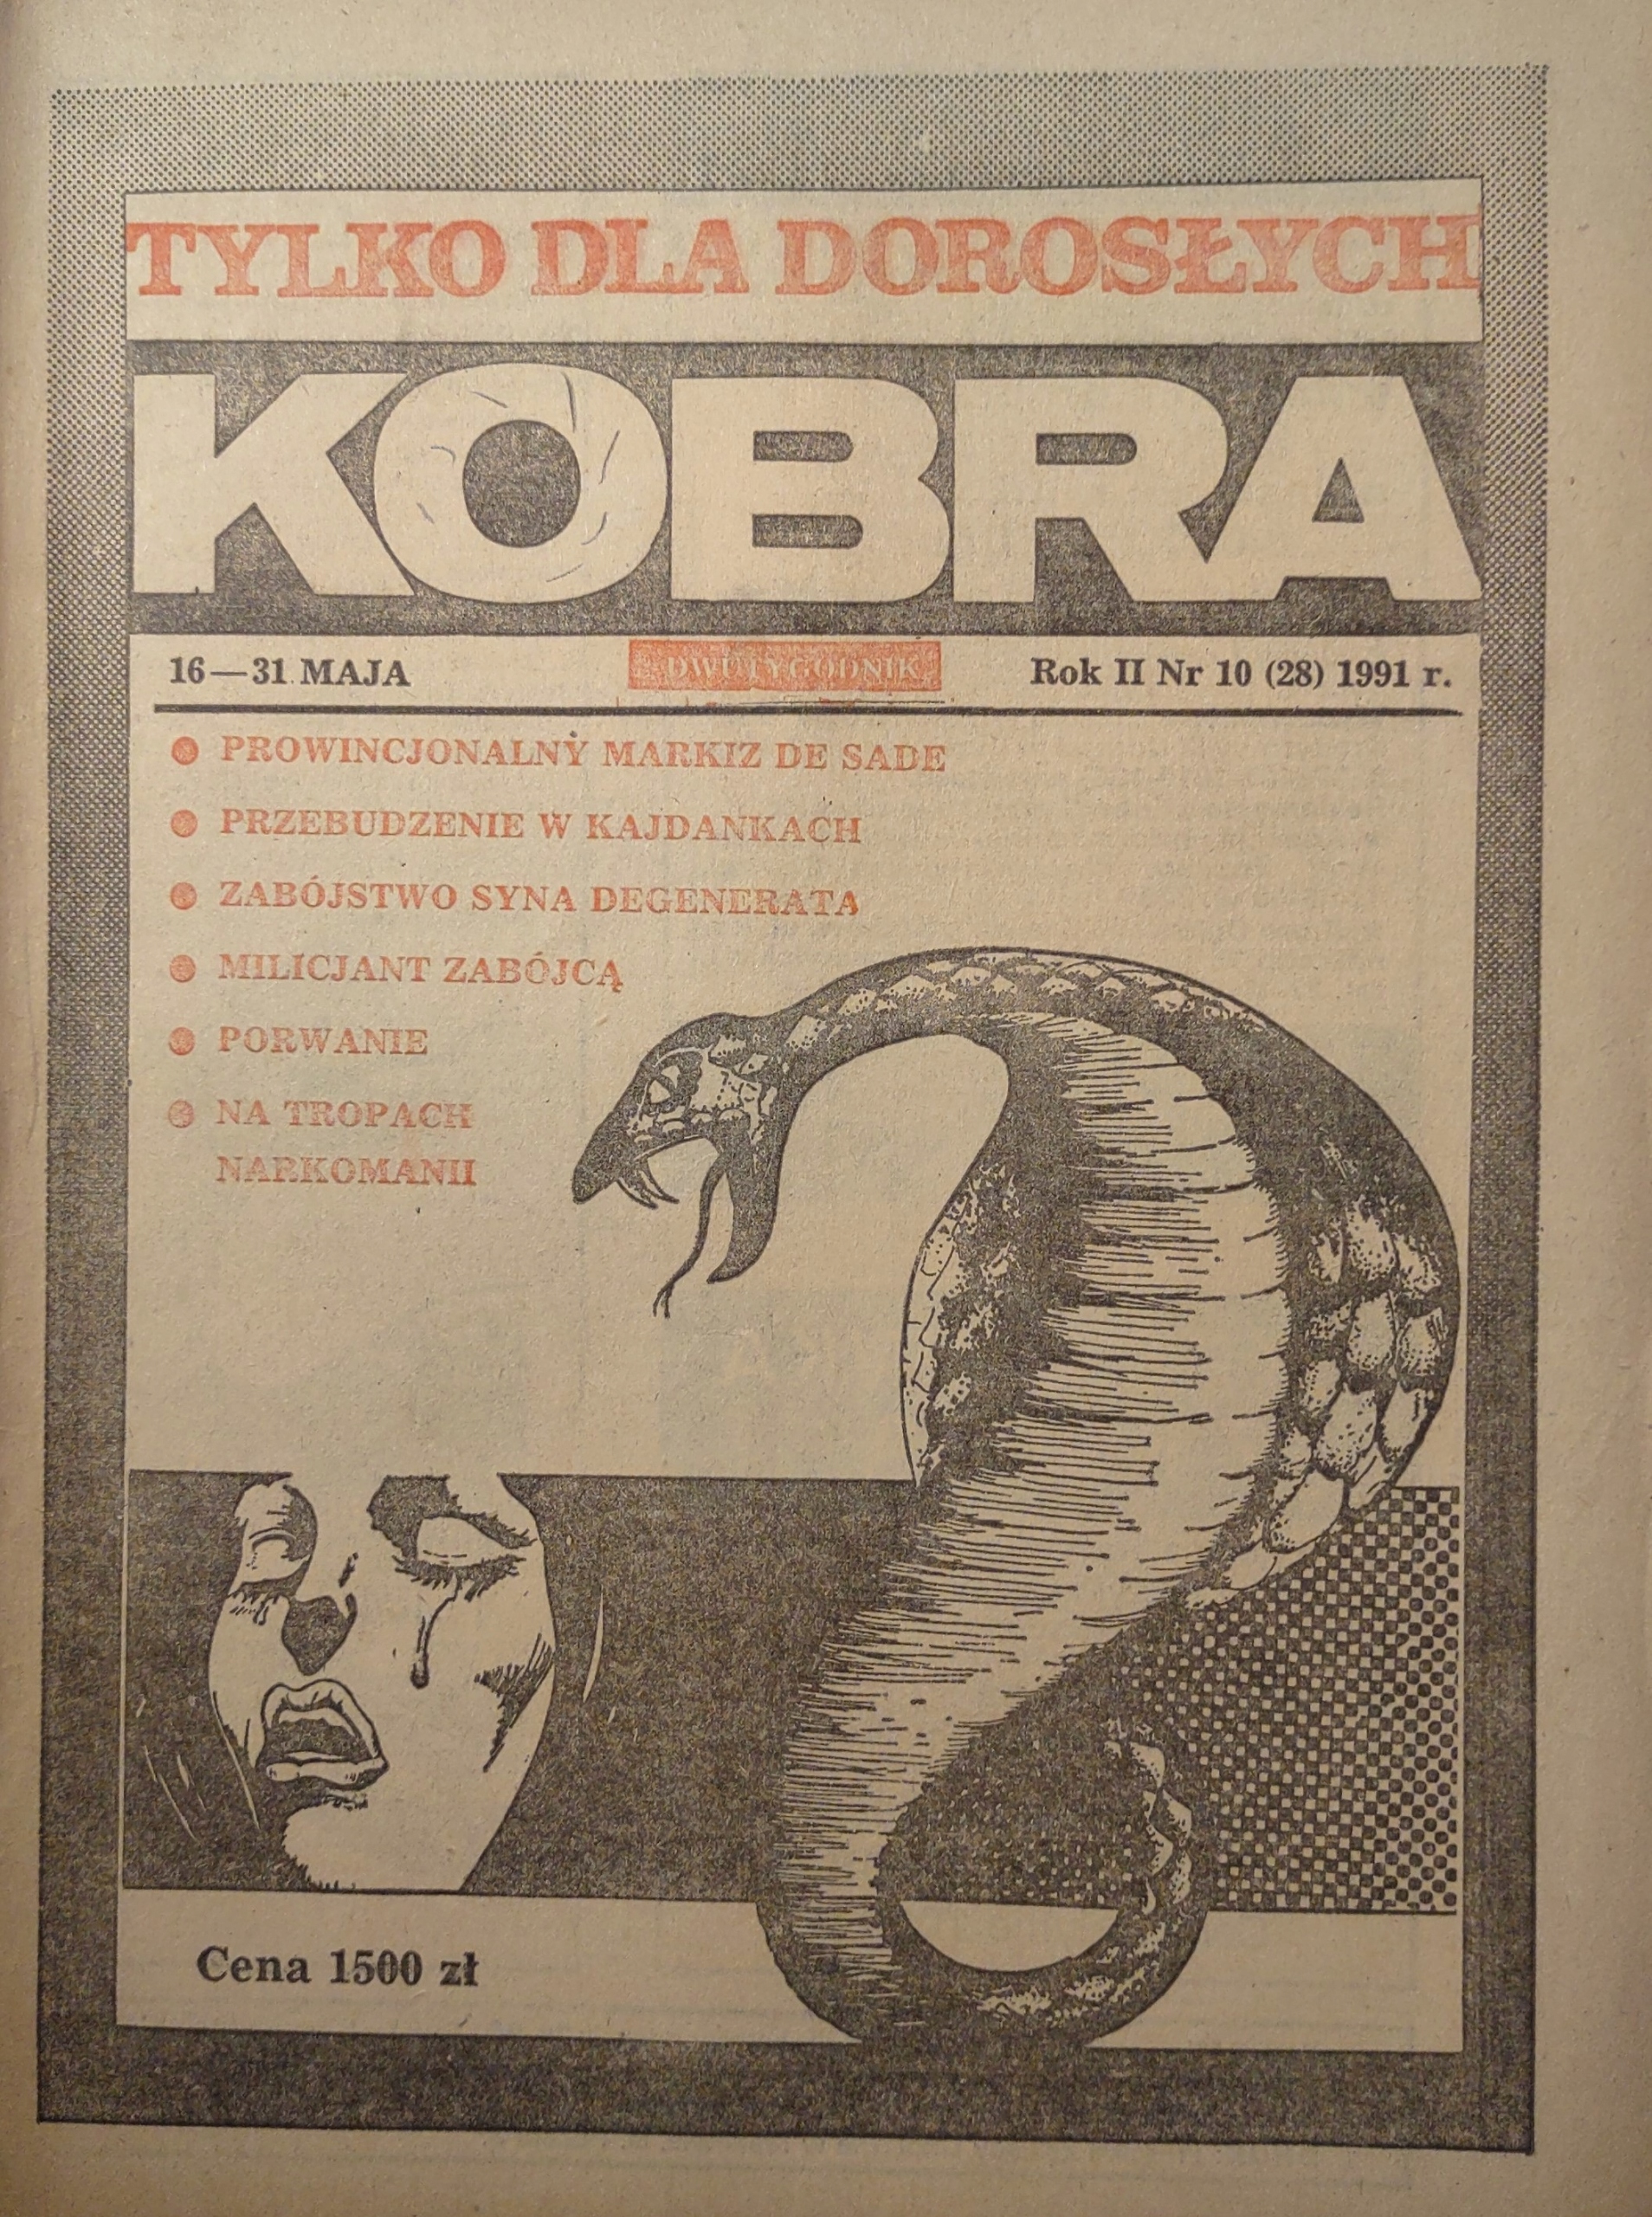 TYLKO DLA DOROSŁYCH
KOBRA
16—31 MAJA DWUTYGODNIK Rok II Nr 10 (28) 1991 r.
● PROWINCJONALNY MARKIZ DE SADE
● PRZEBUDZENIE W KAJDANKACH
● ZABÓJSTWO SYNA DEGENERATA
● MILICJANT ZABÓJCĄ
● PORWANIE
● NA TROPACH
NARKOMANII
Cena 1500 zł